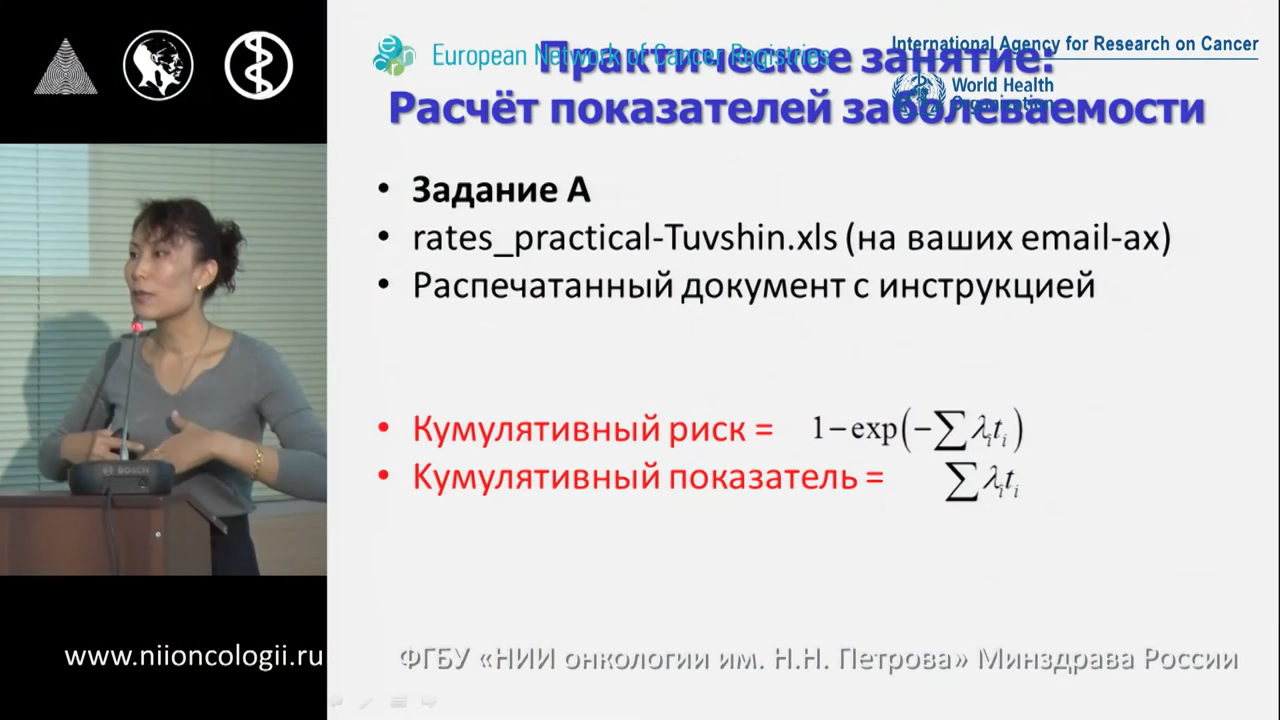 European Network of Cancer Registries
International Agency for Research on Cancer
Практическое занятие:
World Health
Organisation
Расчёт показателей заболеваемости
• Задание А
• rates_practical-Tuvshin.xls (на ваших email-ах)
• Распечатанный документ с инструкцией
• Кумулятивный риск = 1−exp(−∑λᵢtᵢ)
• Кумулятивный показатель = ∑λᵢtᵢ
BOSCH
www.niioncologii.ru
ФГБУ «НИИ онкологии им. Н.Н. Петрова» Минздрава России